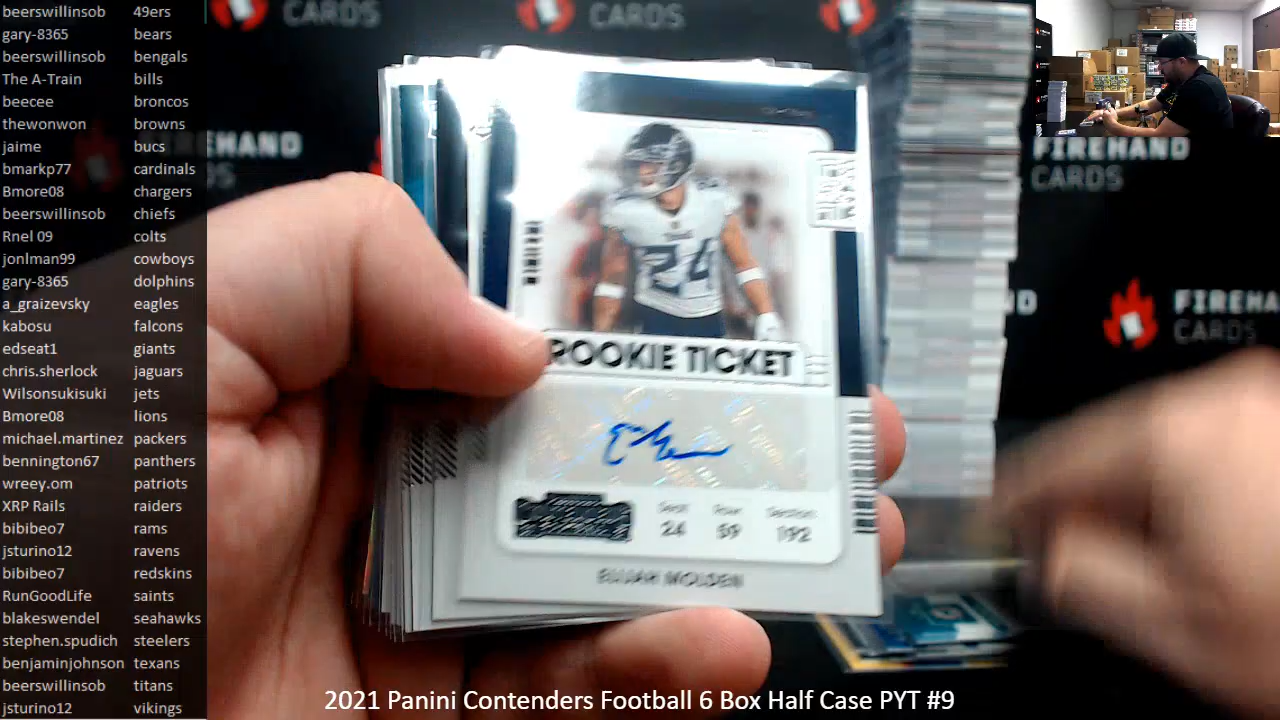 beerswillinsob 49ers
gary-8365 bears
beerswillinsob bengals
The A-Train bills
beecee broncos
thewonwon browns
jaime bucs
bmarkp77 cardinals
Bmore08 chargers
beerswillinsob chiefs
Rnel 09 colts
jonlman99 cowboys
gary-8365 dolphins
a_graizevsky eagles
kabosu falcons
edseat1 giants
chris.sherlock jaguars
Wilsonsukisuki jets
Bmore08 lions
michael.martinez packers
bennington67 panthers
wreey.om patriots
XRP Rails raiders
bibibeo7 rams
jsturino12 ravens
bibibeo7 redskins
RunGoodLife saints
blakeswendel seahawks
stephen.spudich steelers
benjaminjohnson texans
beerswillinsob titans
jsturino12 vikings
CARDS
CARDS
FIREHAND
CARDS
FIREHA
CARDS
24
ROOKIE TICKET
Seat Row Section
24 59 192
ELIJAH MOLDEN
2021 Panini Contenders Football 6 Box Half Case PYT #9